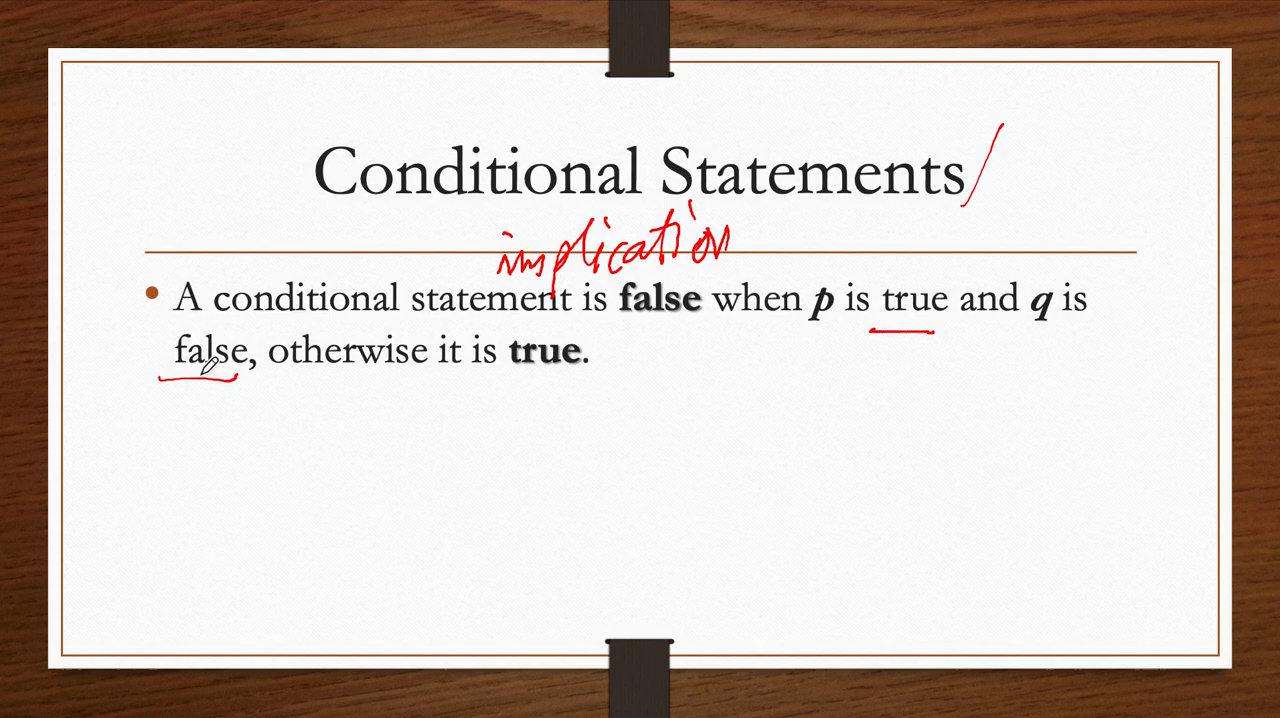 Conditional Statements/
implication
• A conditional statement is false when p is true and q is
false, otherwise it is true.